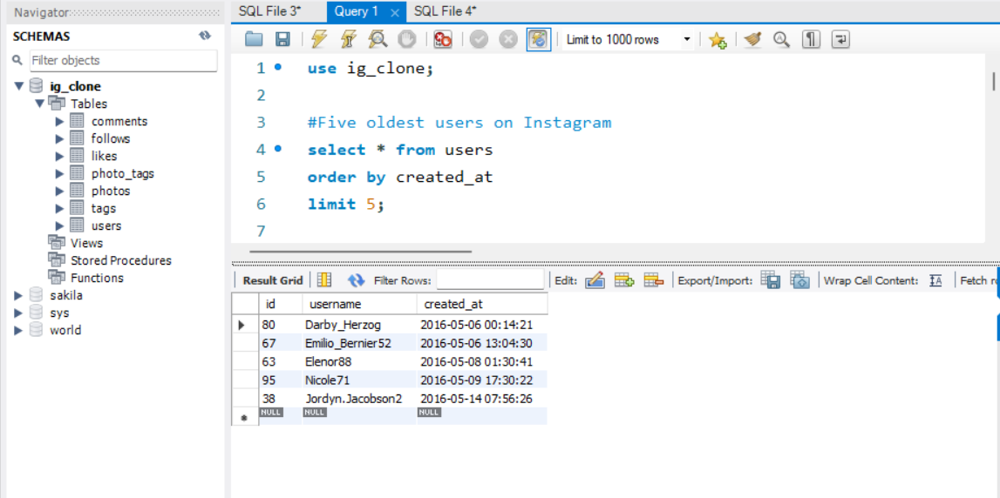 Navigator
SCHEMAS
Filter objects
ig_clone
Tables
comments
follows
likes
photo_tags
photos
tags
users
Views
Stored Procedures
Functions
sakila
sys
world
SQL File 3*
Query 1
SQL File 4*
Limit to 1000 rows
1 use ig_clone;
2
3 #Five oldest users on Instagram
4 select * from users
5 order by created_at
6 limit 5;
7
Result Grid Filter Rows: Edit: Export/Import: Wrap Cell Content: Fetch
id username created_at
80 Darby_Herzog 2016-05-06 00:14:21
67 Emilio_Bernier52 2016-05-06 13:04:30
63 Elenor88 2016-05-08 01:30:41
95 Nicole71 2016-05-09 17:30:22
38 Jordyn.Jacobson2 2016-05-14 07:56:26
NULL NULL NULL